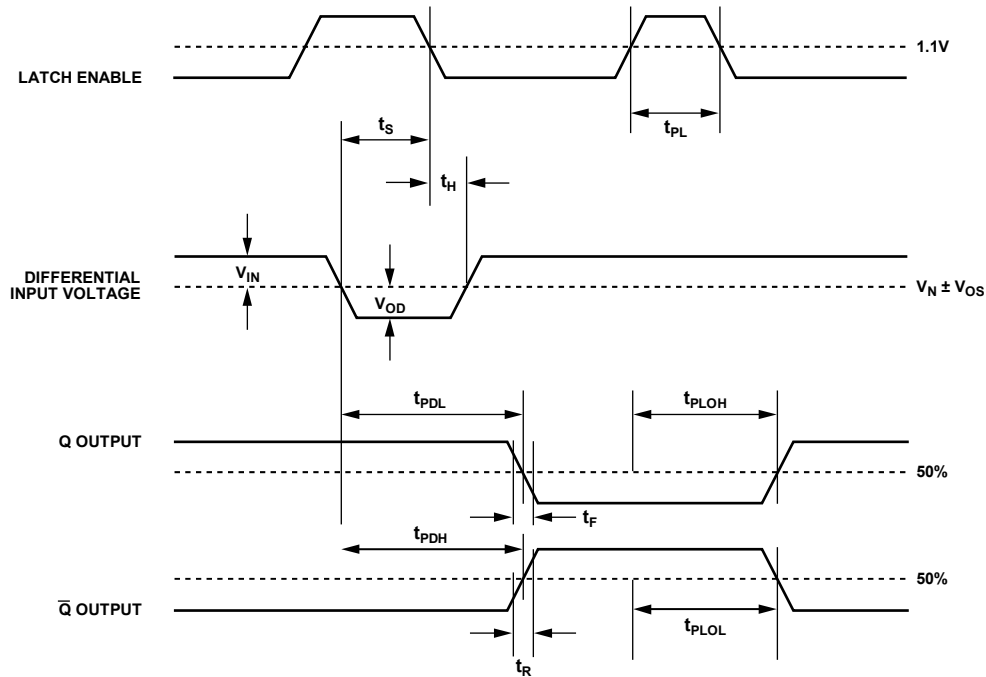 1.1V
LATCH ENABLE
tS
tPL
tH
VIN
DIFFERENTIAL
INPUT VOLTAGE
VOD
VN ± VOS
tPDL
tPLOH
Q OUTPUT
50%
tF
tPDH
50%
Q̅ OUTPUT
tPLOL
tR